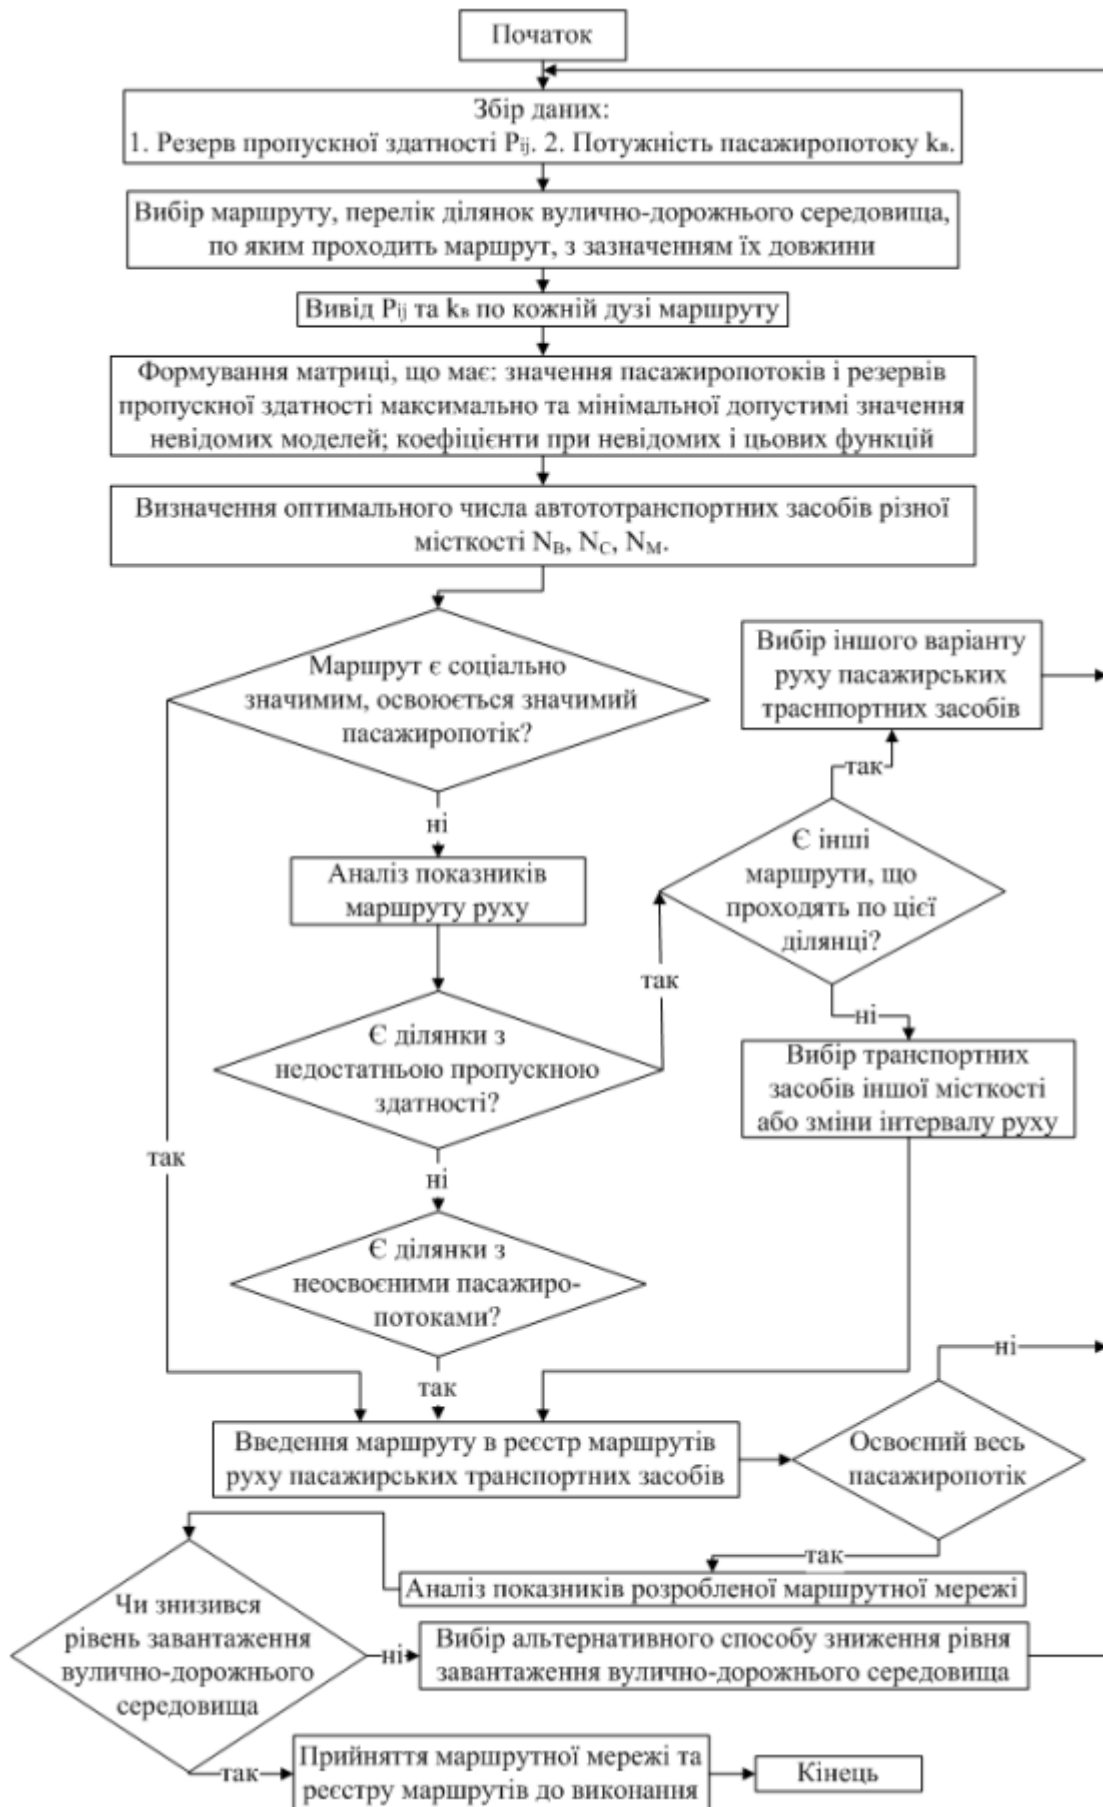 Початок
Збір даних:
1. Резерв пропускної здатності Pij. 2. Потужність пасажиропотоку kв.
Вибір маршруту, перелік ділянок вулично-дорожнього середовища,
по яким проходить маршрут, з зазначенням їх довжини
Вивід Pij та kв по кожній дузі маршруту
Формування матриці, що має: значення пасажиропотоків і резервів
пропускної здатності максимально та мінімальної допустимі значення
невідомих моделей; коефіцієнти при невідомих і цьових функцій
Визначення оптимального числа автототранспортних засобів різної
місткості NВ, NС, NМ.
Маршрут є соціально
значимим, освоюється значимий
пасажиропотік?
Вибір іншого варіанту
руху пасажирських
траснпортних засобів
так
ні
Є інші
маршрути, що
проходять по цієї
ділянці?
Аналіз показників
маршруту руху
так
ні
Є ділянки з
недостатньою пропускною
здатності?
Вибір транспортних
засобів іншої місткості
або зміни інтервалу руху
так
ні
Є ділянки з
неосвоєними пасажиро-
потоками?
ні
так
Введення маршруту в реєстр маршрутів
руху пасажирських транспортних засобів
Освоєний весь
пасажиропотік
так
Аналіз показників розробленої маршрутної мережі
Чи знизився
рівень завантаження
вулично-дорожнього
середовища
ні
Вибір альтернативного способу зниження рівня
завантаження вулично-дорожнього середовища
так
Прийняття маршрутної мережі та
реєстру маршрутів до виконання
Кінець